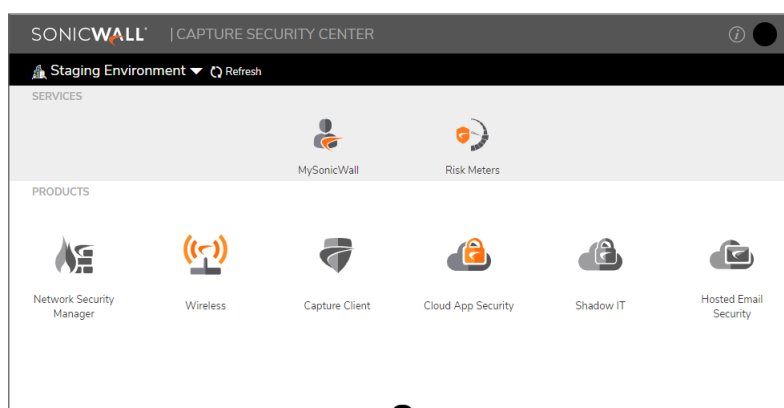 SONICWALL | CAPTURE SECURITY CENTER
Staging Environment Refresh
SERVICES
MySonicWall Risk Meters
PRODUCTS
Network Security Manager Wireless Capture Client Cloud App Security Shadow IT Hosted Email Security